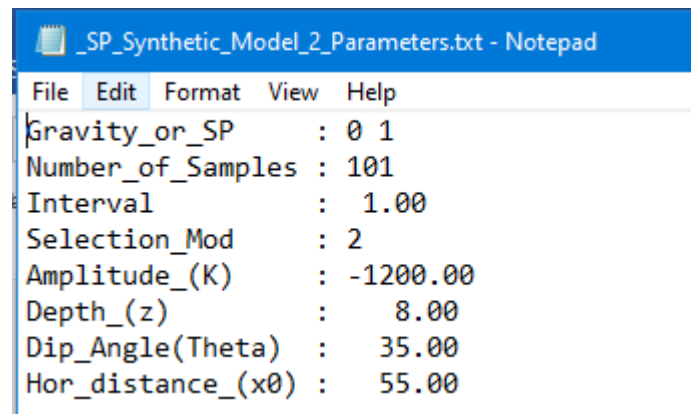 _SP_Synthetic_Model_2_Parameters.txt - Notepad
File Edit Format View Help
Gravity_or_SP : 0 1
Number_of_Samples : 101
Interval : 1.00
Selection_Mod : 2
Amplitude_(K) : -1200.00
Depth_(z) : 8.00
Dip_Angle(Theta) : 35.00
Hor_distance_(x0) : 55.00